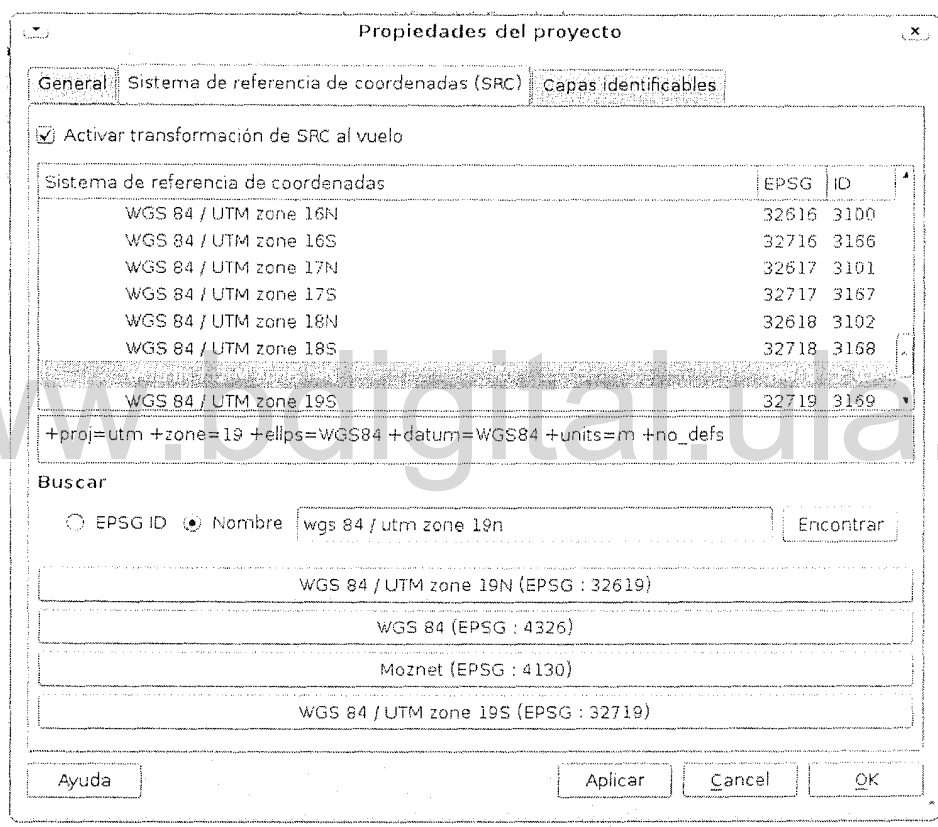 Propiedades del proyecto
General Sistema de referencia de coordenadas (SRC) Capas identificables
Activar transformación de SRC al vuelo
Sistema de referencia de coordenadas EPSG ID
WGS 84 / UTM zone 16N 32616 3100
WGS 84 / UTM zone 16S 32716 3166
WGS 84 / UTM zone 17N 32617 3101
WGS 84 / UTM zone 17S 32717 3167
WGS 84 / UTM zone 18N 32618 3102
WGS 84 / UTM zone 18S 32718 3168
WGS 84 / UTM zone 19S 32719 3169
www.bdigital.ula.
+proj=utm +zone=19 +ellps=WGS84 +datum=WGS84 +units=m +no_defs
Buscar
EPSG ID Nombre wgs 84 / utm zone 19n Encontrar
WGS 84 / UTM zone 19N (EPSG : 32619)
WGS 84 (EPSG : 4326)
Moznet (EPSG : 4130)
WGS 84 / UTM zone 19S (EPSG : 32719)
Ayuda Aplicar Cancel OK